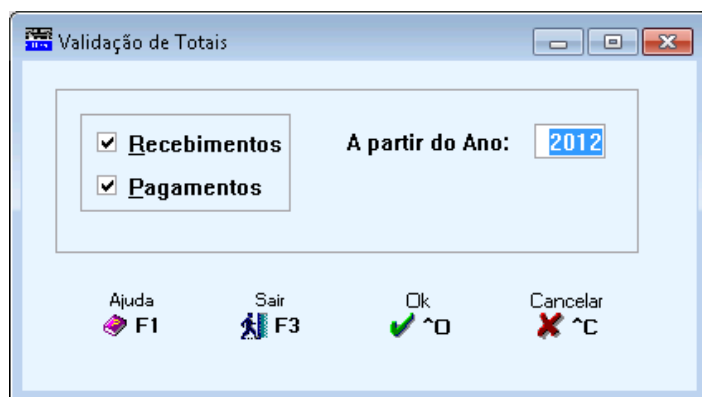 Validação de Totais
Recebimentos
A partir do Ano: 2012
Pagamentos
Ajuda Sair Ok Cancelar
F1 F3 ^O ^C